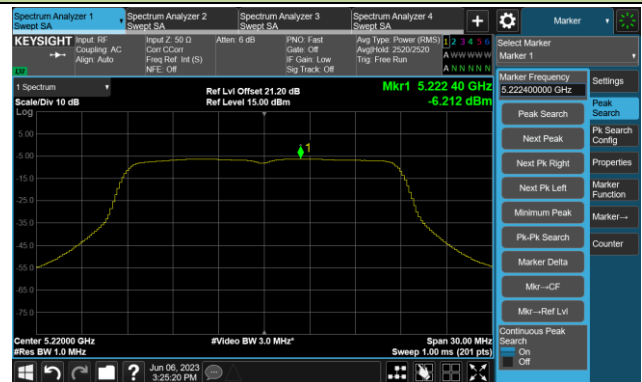 Spectrum Analyzer 1
Swept SA
Spectrum Analyzer 2
Swept SA
Spectrum Analyzer 3
Swept SA
Spectrum Analyzer 4
Swept SA
+
Marker
KEYSIGHT
Input: RF
Coupling: AC
Align: Auto
Input Z: 50 Ω
Corr CCorr
Freq Ref: Int (S)
NFE: Off
Atten: 6 dB
PNO: Fast
Gate: Off
IF Gain: Low
Sig Track: Off
Avg Type: Power (RMS)
Avg|Hold: 2520/2520
Trig: Free Run
1 2 3 4 5 6
A W W W W W
A N N N N N
LW
Select Marker
Marker 1
1 Spectrum
Scale/Div 10 dB
Log
Ref Lvl Offset 21.20 dB
Ref Level 15.00 dBm
Mkr1 5.222 40 GHz
-6.212 dBm
5.00
-5.00
-15.0
-25.0
-35.0
-45.0
-55.0
-65.0
-75.0
1
Center 5.22000 GHz
#Res BW 1.0 MHz
#Video BW 3.0 MHz*
Span 30.00 MHz
Sweep 1.00 ms (201 pts)
Marker Frequency
5.222400000 GHz
Peak Search
Next Peak
Next Pk Right
Next Pk Left
Minimum Peak
Pk-Pk Search
Marker Delta
Mkr→CF
Mkr→Ref Lvl
Continuous Peak
Search
On
Off
Settings
Peak
Search
Pk Search
Config
Properties
Marker
Function
Marker→
Counter
?
Jun 06, 2023
3:25:20 PM